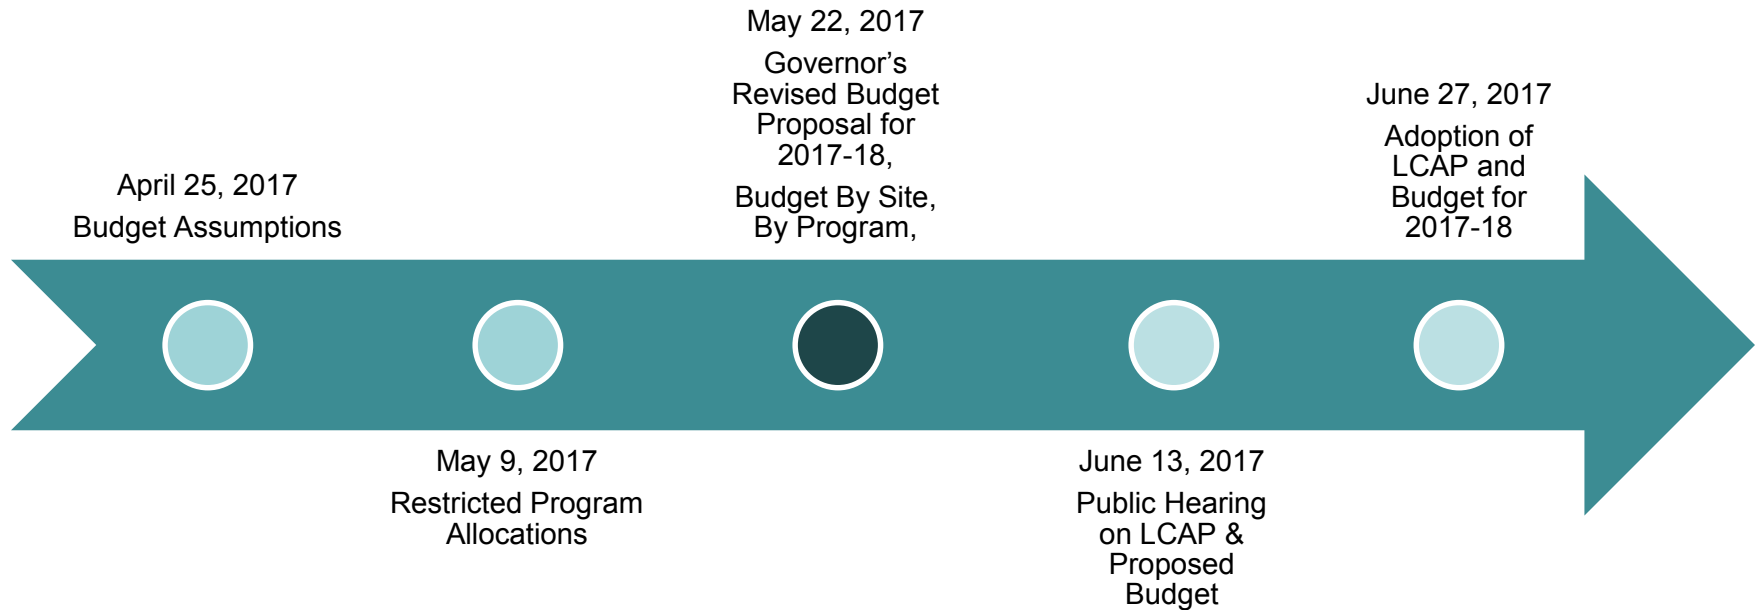 April 25, 2017
Budget Assumptions
May 9, 2017
Restricted Program
Allocations
May 22, 2017
Governor’s
Revised Budget
Proposal for
2017-18,
Budget By Site,
By Program,
June 13, 2017
Public Hearing
on LCAP &
Proposed
Budget
June 27, 2017
Adoption of
LCAP and
Budget for
2017-18